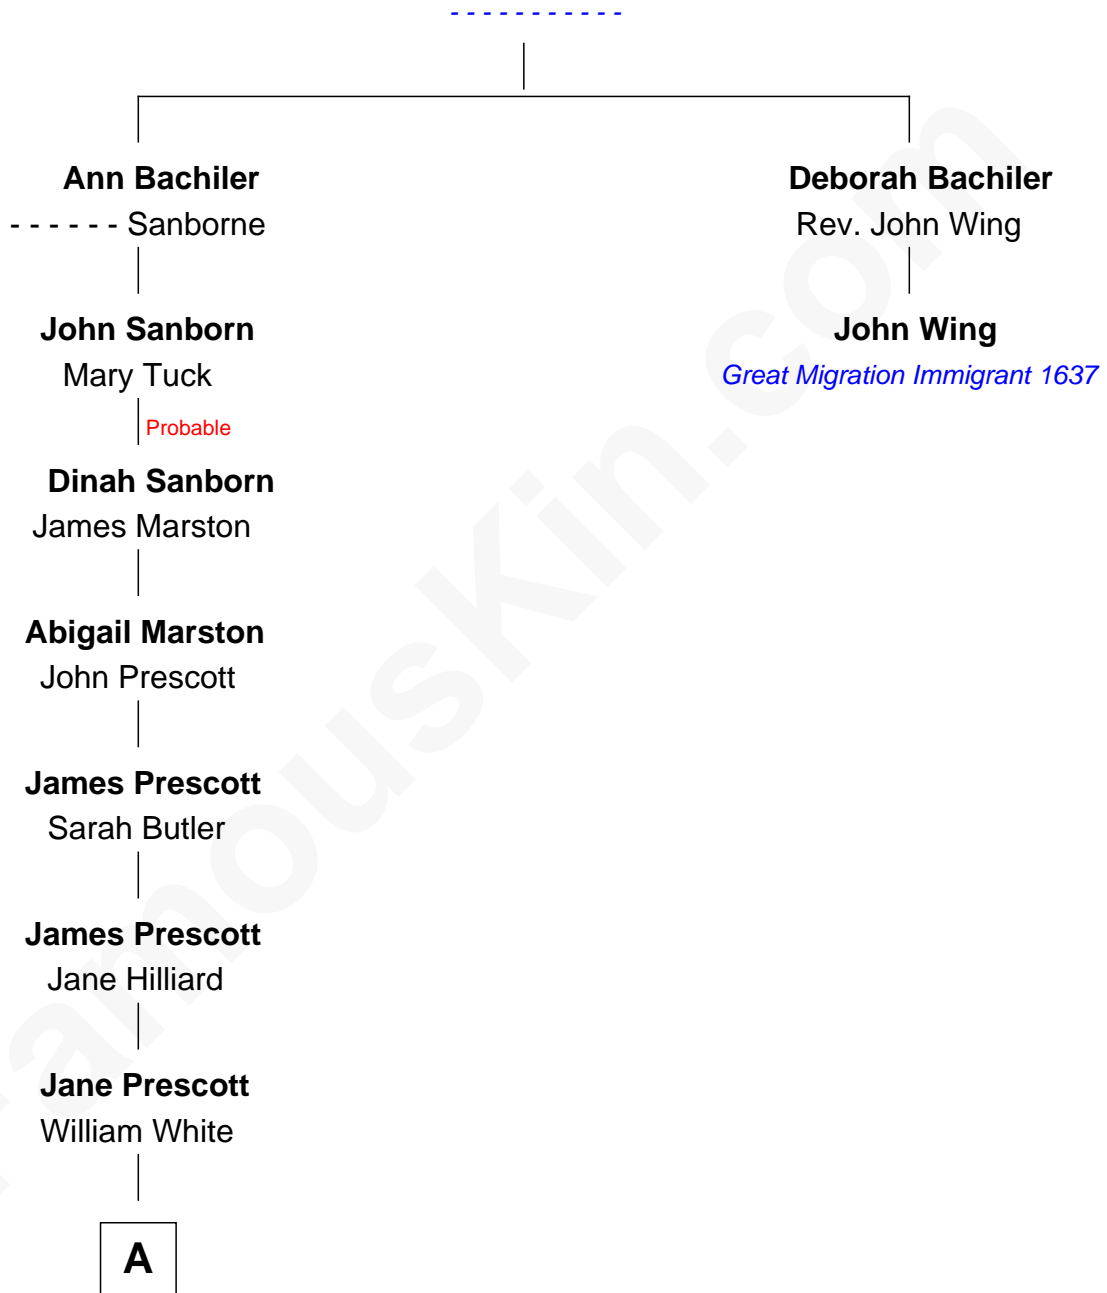 - - - - - - - - - - -
Ann Bachiler
- - - - - - Sanborne
Deborah Bachiler
Rev. John Wing
John Sanborn
Mary Tuck
John Wing
Great Migration Immigrant 1637
Probable
Dinah Sanborn
James Marston
Abigail Marston
John Prescott
James Prescott
Sarah Butler
James Prescott
Jane Hilliard
Jane Prescott
William White
A
FamousKin.com